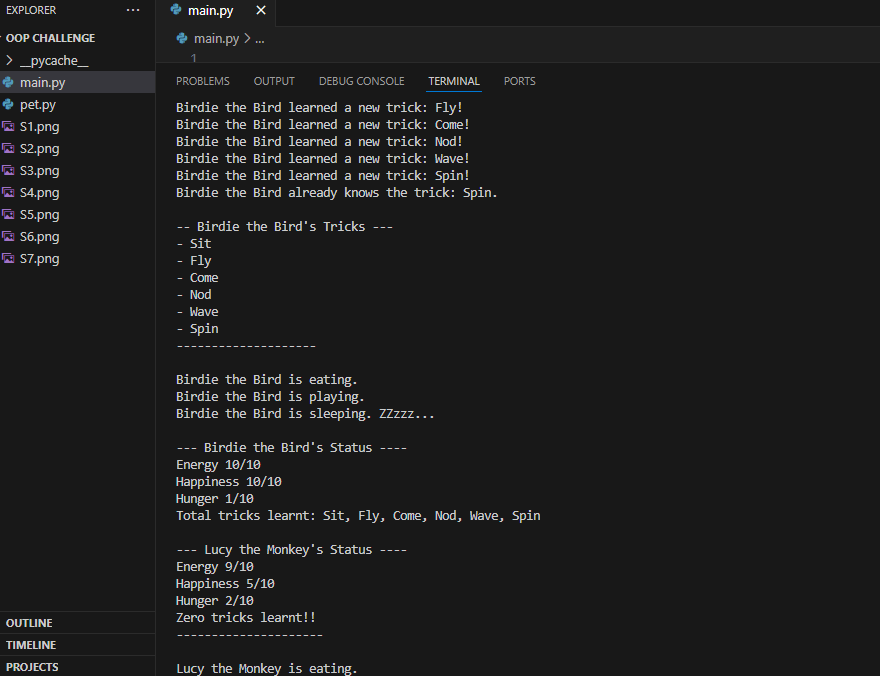 EXPLORER
···
main.py
OOP CHALLENGE
main.py > ...
__pycache__
1
main.py
pet.py
S1.png
S2.png
S3.png
S4.png
S5.png
S6.png
S7.png
OUTLINE
TIMELINE
PROJECTS
PROBLEMS OUTPUT DEBUG CONSOLE TERMINAL PORTS
Birdie the Bird learned a new trick: Fly!
Birdie the Bird learned a new trick: Come!
Birdie the Bird learned a new trick: Nod!
Birdie the Bird learned a new trick: Wave!
Birdie the Bird learned a new trick: Spin!
Birdie the Bird already knows the trick: Spin.
-- Birdie the Bird's Tricks ---
- Sit
- Fly
- Come
- Nod
- Wave
- Spin
--------------------
Birdie the Bird is eating.
Birdie the Bird is playing.
Birdie the Bird is sleeping. ZZzzz...
--- Birdie the Bird's Status ----
Energy 10/10
Happiness 10/10
Hunger 1/10
Total tricks learnt: Sit, Fly, Come, Nod, Wave, Spin
--- Lucy the Monkey's Status ----
Energy 9/10
Happiness 5/10
Hunger 2/10
Zero tricks learnt!!
---------------------
Lucy the Monkey is eating.